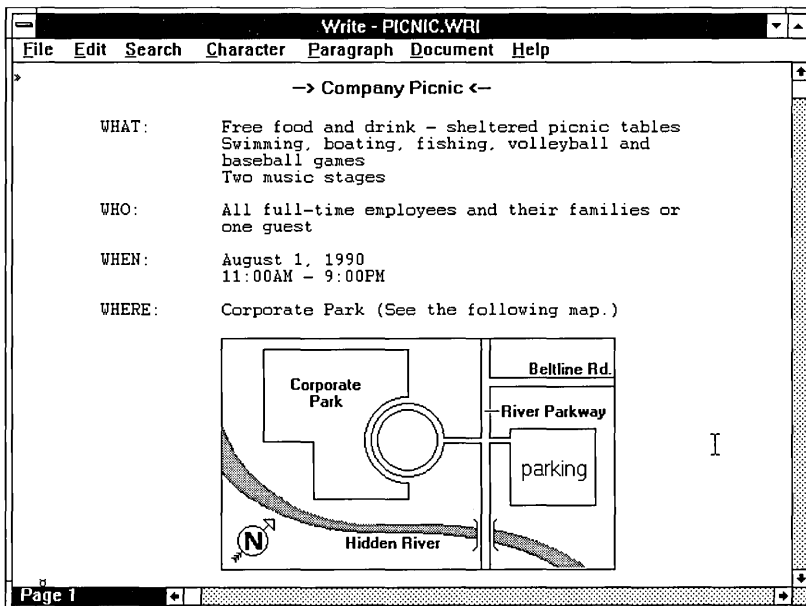 Write - PICNIC.WRI
File Edit Search Character Paragraph Document Help
—> Company Picnic <—
WHAT: Free food and drink – sheltered picnic tables
Swimming, boating, fishing, volleyball and
baseball games
Two music stages
WHO: All full-time employees and their families or
one guest
WHEN: August 1, 1990
11:00AM – 9:00PM
WHERE: Corporate Park (See the following map.)
Beltline Rd.
Corporate
Park
River Parkway
parking
N
Hidden River
Page 1